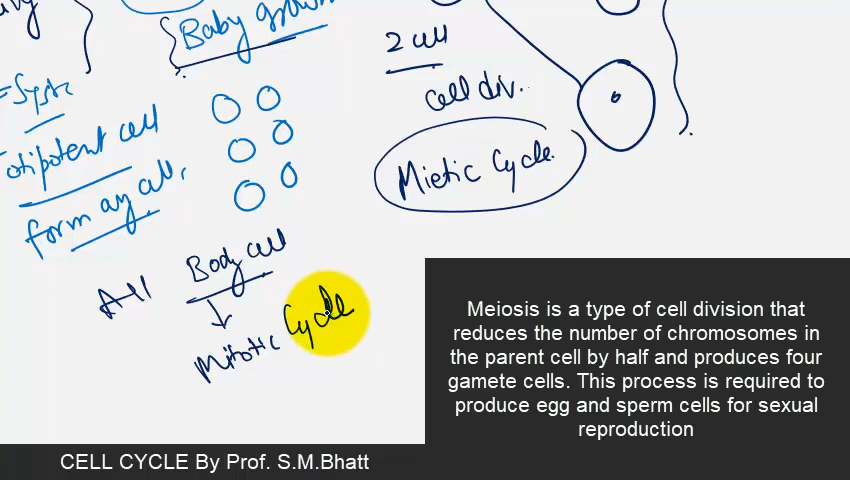 Baby grow
=Syst
otipotent cell
form any cell,
2 cell
cell div.
Mietic Cycle.
All Body cell
Mitotic Cycle
Meiosis is a type of cell division that
reduces the number of chromosomes in
the parent cell by half and produces four
gamete cells. This process is required to
produce egg and sperm cells for sexual
reproduction
CELL CYCLE By Prof. S.M.Bhatt